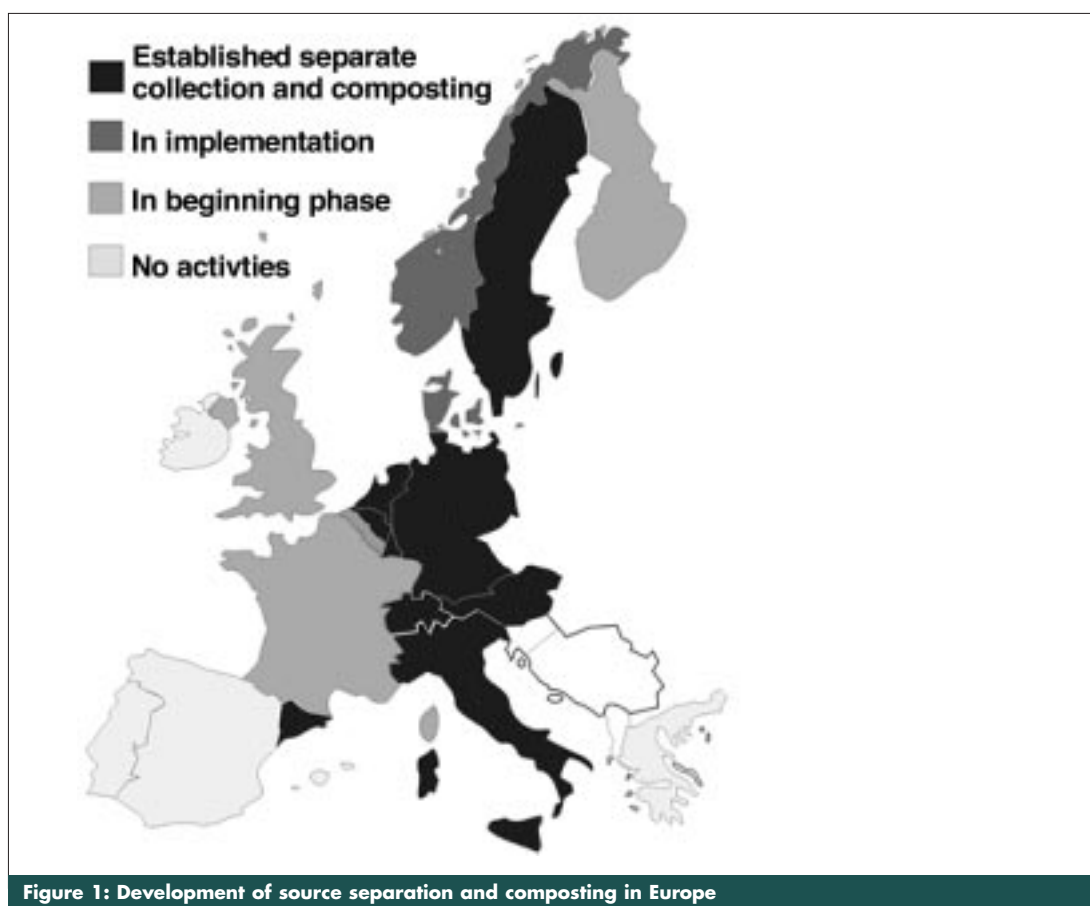 Established separate
collection and composting
In implementation
In beginning phase
No activties
Figure 1: Development of source separation and composting in Europe